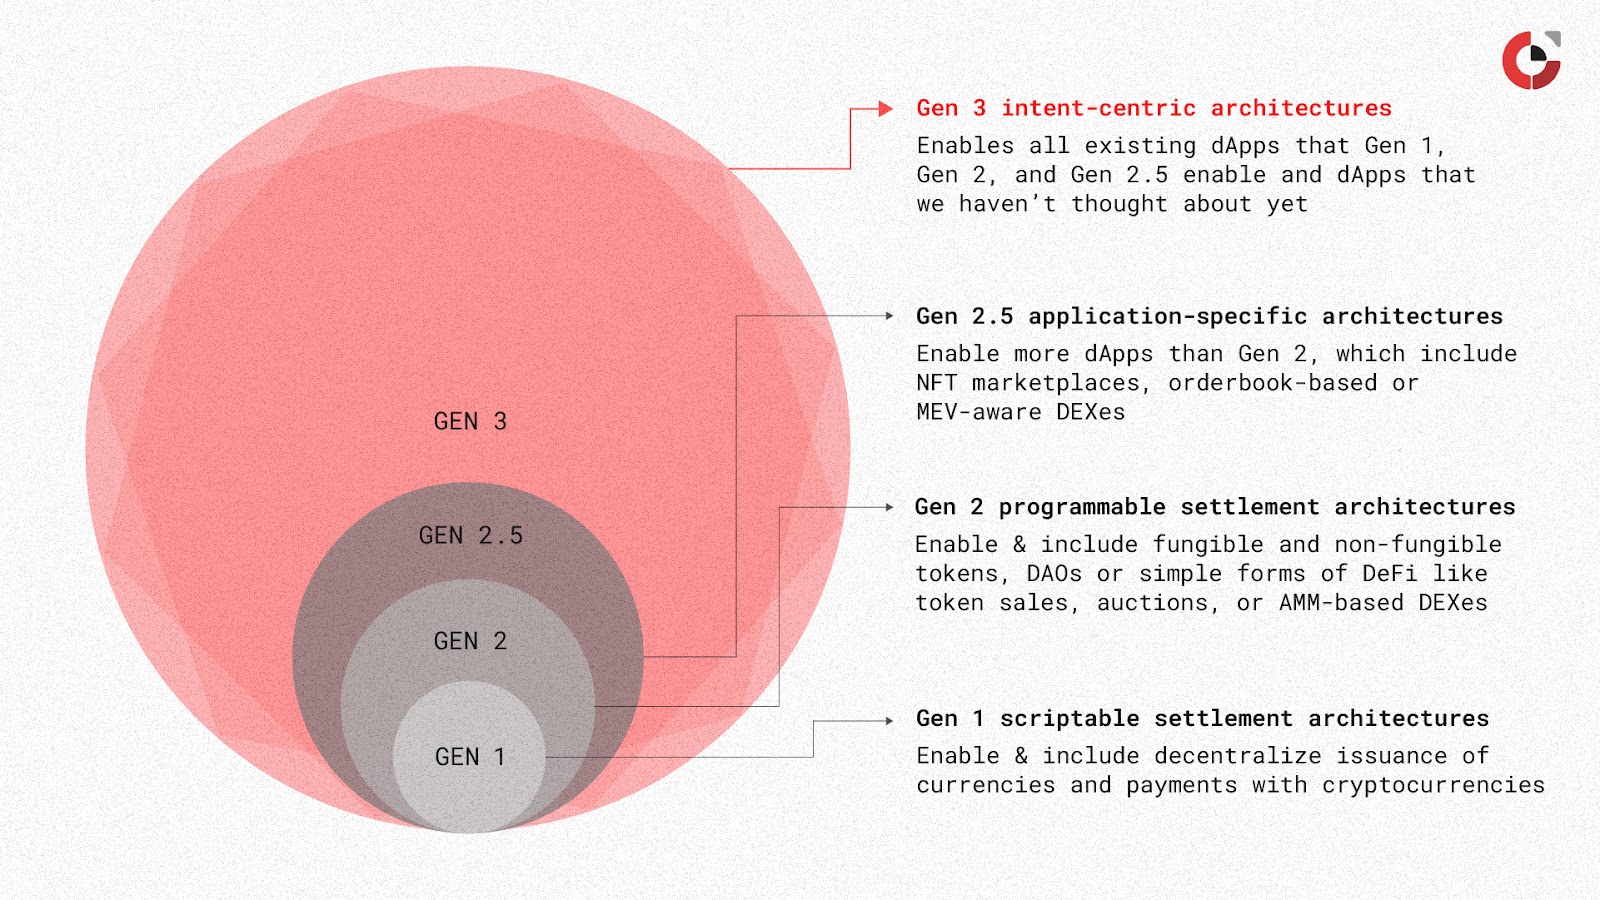 Gen 3 intent-centric architectures
Enables all existing dApps that Gen 1,
Gen 2, and Gen 2.5 enable and dApps that
we haven’t thought about yet
Gen 2.5 application-specific architectures
Enable more dApps than Gen 2, which include
NFT marketplaces, orderbook-based or
MEV-aware DEXes
GEN 3
GEN 2.5
Gen 2 programmable settlement architectures
Enable & include fungible and non-fungible
tokens, DAOs or simple forms of DeFi like
token sales, auctions, or AMM-based DEXes
GEN 2
GEN 1
Gen 1 scriptable settlement architectures
Enable & include decentralize issuance of
currencies and payments with cryptocurrencies